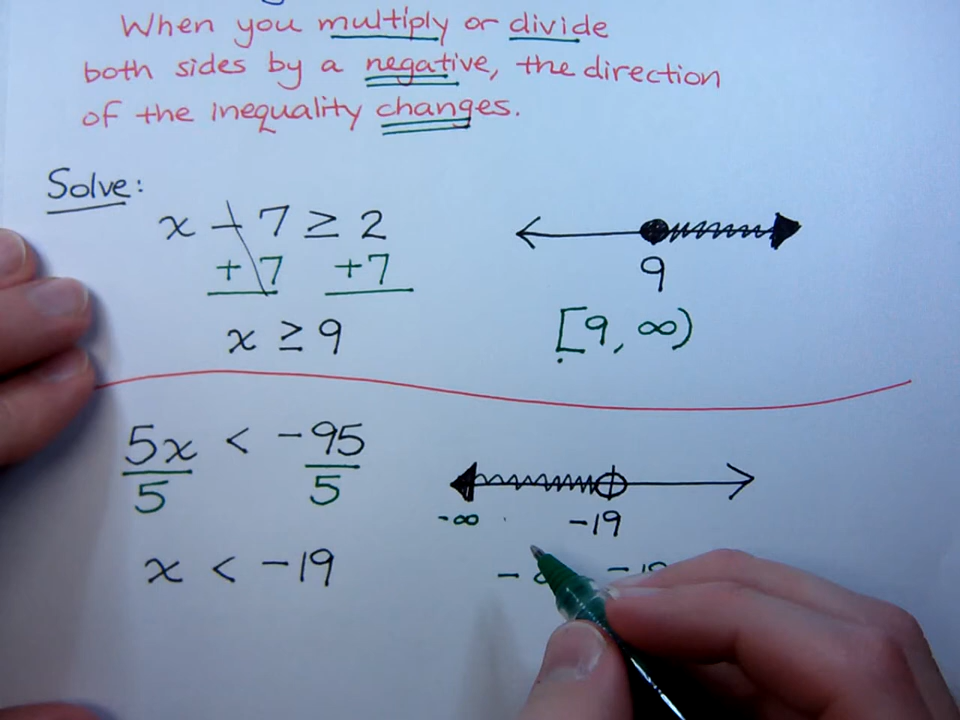 When you multiply or divide
both sides by a negative, the direction
of the inequality changes.
Solve:
x - 7 ≥ 2
+ 7 +7
x ≥ 9
9
[9, ∞)
5x < -95
5 5
x < -19
-∞ -19